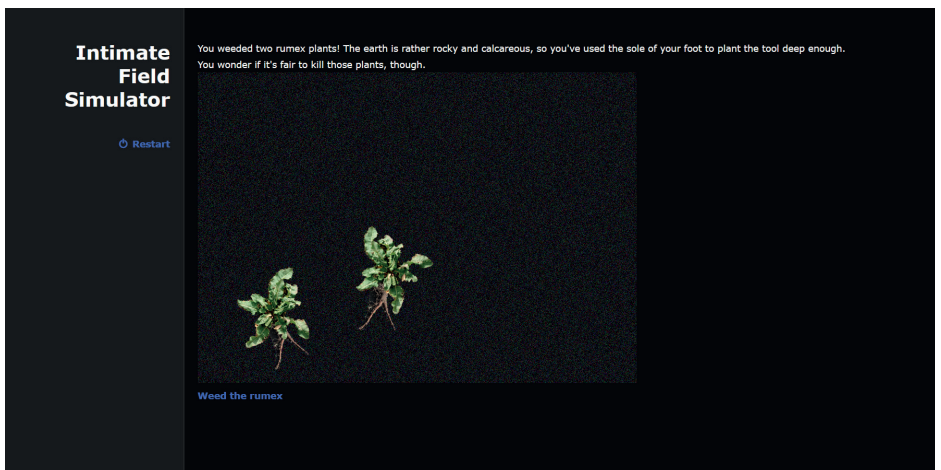 Intimate
Field
Simulator
Restart
You weeded two rumex plants! The earth is rather rocky and calcareous, so you've used the sole of your foot to plant the tool deep enough.
You wonder if it's fair to kill those plants, though.
Weed the rumex